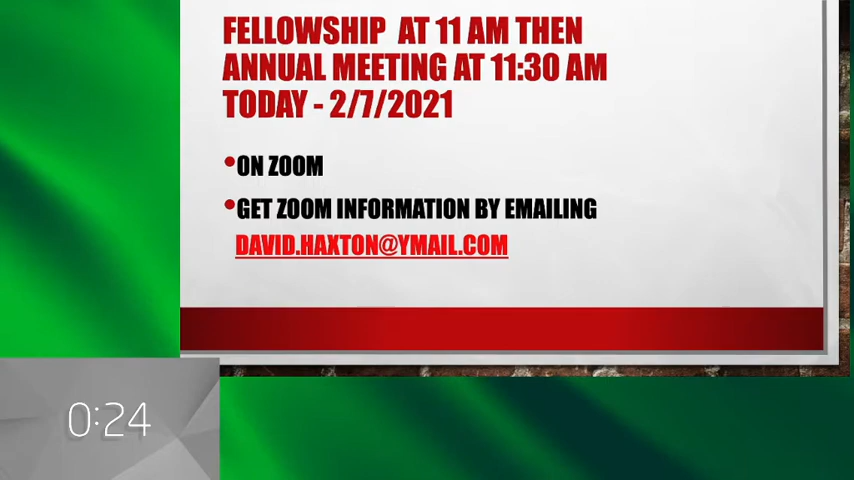 FELLOWSHIP AT 11 AM THEN
ANNUAL MEETING AT 11:30 AM
TODAY - 2/7/2021
•ON ZOOM
•GET ZOOM INFORMATION BY EMAILING
DAVID.HAXTON@YMAIL.COM
0:24